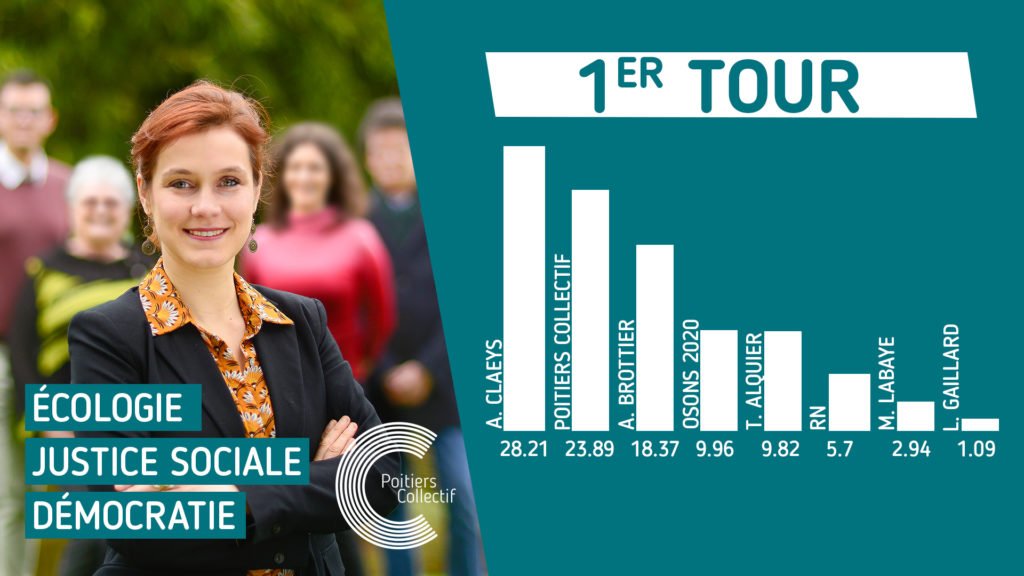 1ER TOUR
A. CLAEYS
POITIERS COLLECTIF
A. BROTTIER
OSONS 2020
T. ALQUIER
RN
M. LABAYE
L. GAILLARD
28.21 23.89 18.37 9.96 9.82 5.7 2.94 1.09
ÉCOLOGIE
JUSTICE SOCIALE
DÉMOCRATIE
Poitiers
Collectif